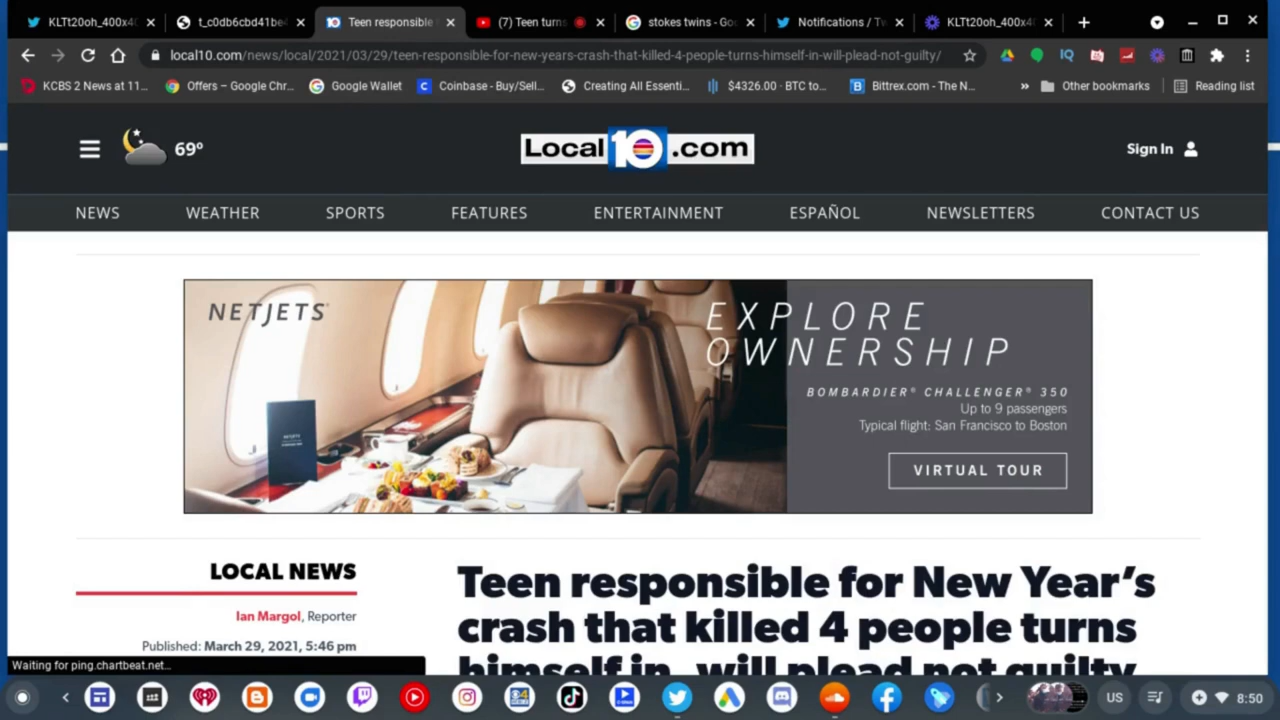 KLTt20oh_400x40
t_c0db6cbd41be4
Teen responsible f
(7) Teen turns
stokes twins - Goo
Notifications / Tw
KLTt20oh_400x40
local10.com/news/local/2021/03/29/teen-responsible-for-new-years-crash-that-killed-4-people-turns-himself-in-will-plead-not-guilty/
KCBS 2 News at 11...
Offers – Google Chr...
Google Wallet
Coinbase - Buy/Sell...
Creating All Essenti...
$4326.00 · BTC to...
Bittrex.com - The N...
»
Other bookmarks
Reading list
69°
Local 10 .com
Sign In
NEWS
WEATHER
SPORTS
FEATURES
ENTERTAINMENT
ESPAÑOL
NEWSLETTERS
CONTACT US
NETJETS
EXPLORE
OWNERSHIP
BOMBARDIER® CHALLENGER® 350
Up to 9 passengers
Typical flight: San Francisco to Boston
VIRTUAL TOUR
LOCAL NEWS
Ian Margol, Reporter
Published: March 29, 2021, 5:46 pm
Teen responsible for New Year's
crash that killed 4 people turns
himself in, will plead not guilty
Waiting for ping.chartbeat.net...
US
8:50